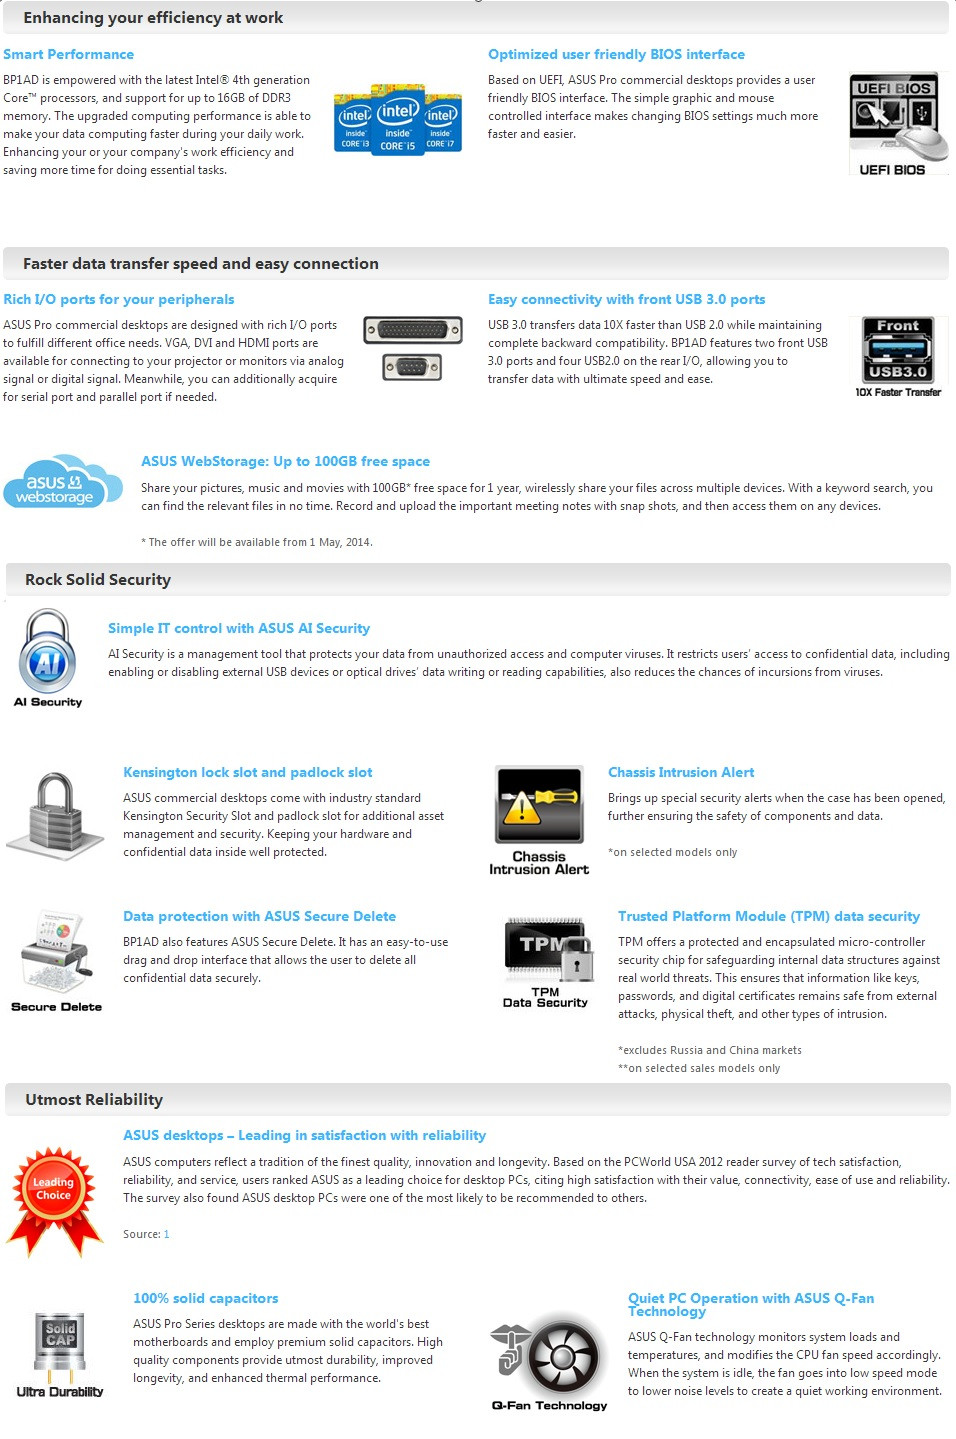 Enhancing your efficiency at work
Smart Performance
BP1AD is empowered with the latest Intel® 4th generation
Core™ processors, and support for up to 16GB of DDR3
memory. The upgraded computing performance is able to
make your data computing faster during your daily work.
Enhancing your or your company's work efficiency and
saving more time for doing essential tasks.
intel inside CORE i3
intel inside CORE i5
intel inside CORE i7
Optimized user friendly BIOS interface
Based on UEFI, ASUS Pro commercial desktops provides a user
friendly BIOS interface. The simple graphic and mouse
controlled interface makes changing BIOS settings much more
faster and easier.
UEFI BIOS
UEFI BIOS
Faster data transfer speed and easy connection
Rich I/O ports for your peripherals
ASUS Pro commercial desktops are designed with rich I/O ports
to fulfill different office needs. VGA, DVI and HDMI ports are
available for connecting to your projector or monitors via analog
signal or digital signal. Meanwhile, you can additionally acquire
for serial port and parallel port if needed.
Easy connectivity with front USB 3.0 ports
USB 3.0 transfers data 10X faster than USB 2.0 while maintaining
complete backward compatibility. BP1AD features two front USB
3.0 ports and four USB2.0 on the rear I/O, allowing you to
transfer data with ultimate speed and ease.
Front
USB3.0
10X Faster Transfer
asus
webstorage
ASUS WebStorage: Up to 100GB free space
Share your pictures, music and movies with 100GB* free space for 1 year, wirelessly share your files across multiple devices. With a keyword search, you
can find the relevant files in no time. Record and upload the important meeting notes with snap shots, and then access them on any devices.
* The offer will be available from 1 May, 2014.
Rock Solid Security
AI
AI Security
Simple IT control with ASUS AI Security
AI Security is a management tool that protects your data from unauthorized access and computer viruses. It restricts users' access to confidential data, including
enabling or disabling external USB devices or optical drives' data writing or reading capabilities, also reduces the chances of incursions from viruses.
Kensington lock slot and padlock slot
ASUS commercial desktops come with industry standard
Kensington Security Slot and padlock slot for additional asset
management and security. Keeping your hardware and
confidential data inside well protected.
Chassis
Intrusion Alert
Chassis Intrusion Alert
Brings up special security alerts when the case has been opened,
further ensuring the safety of components and data.
*on selected models only
Secure Delete
Data protection with ASUS Secure Delete
BP1AD also features ASUS Secure Delete. It has an easy-to-use
drag and drop interface that allows the user to delete all
confidential data securely.
TPM
TPM
Data Security
Trusted Platform Module (TPM) data security
TPM offers a protected and encapsulated micro-controller
security chip for safeguarding internal data structures against
real world threats. This ensures that information like keys,
passwords, and digital certificates remains safe from external
attacks, physical theft, and other types of intrusion.
*excludes Russia and China markets
**on selected sales models only
Utmost Reliability
Leading
Choice
ASUS desktops – Leading in satisfaction with reliability
ASUS computers reflect a tradition of the finest quality, innovation and longevity. Based on the PCWorld USA 2012 reader survey of tech satisfaction,
reliability, and service, users ranked ASUS as a leading choice for desktop PCs, citing high satisfaction with their value, connectivity, ease of use and reliability.
The survey also found ASUS desktop PCs were one of the most likely to be recommended to others.
Source: 1
Solid
CAP
Ultra Durability
100% solid capacitors
ASUS Pro Series desktops are made with the world's best
motherboards and employ premium solid capacitors. High
quality components provide utmost durability, improved
longevity, and enhanced thermal performance.
Q-Fan Technology
Quiet PC Operation with ASUS Q-Fan
Technology
ASUS Q-Fan technology monitors system loads and
temperatures, and modifies the CPU fan speed accordingly.
When the system is idle, the fan goes into low speed mode
to lower noise levels to create a quiet working environment.